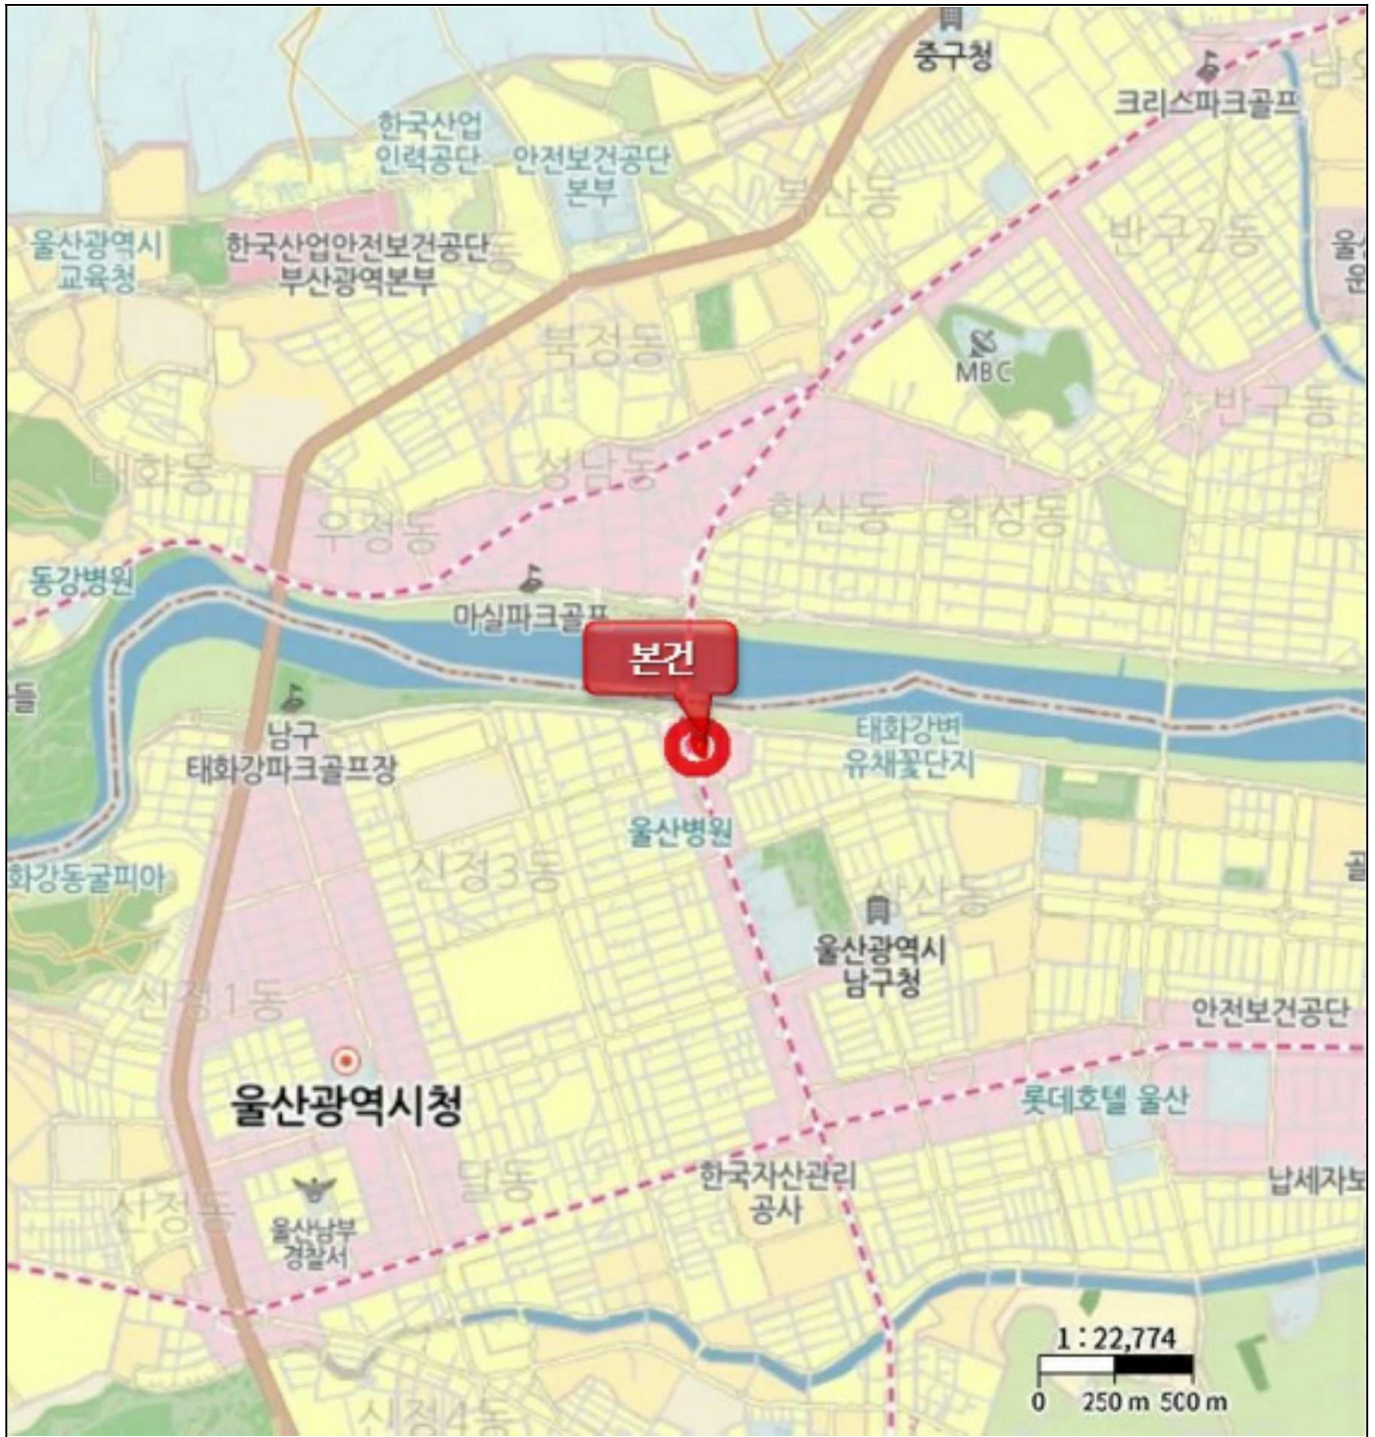 중구청
크리스파크골프
한국산업
인력공단
안전보건공단
본부
복산동
반구2동
울산광역시
교육청
한국산업안전보건공단
부산광역본부
동
북정동
MBC
반구동
태화동
성남동
우정동
학산동
학성동
동강병원
마실파크골프
본건
들
남구
태화강파크골프장
태화강변
유채꽃단지
울산병원
화강동굴피아
신정3동
삼산동
울산광역시
남구청
신정1동
안전보건공단
울산광역시청
롯데호텔 울산
달동
한국자산관리
공사
납세자보
신정동
울산남부
경찰서
1 : 22,774
0 250 m 500 m
신정4동